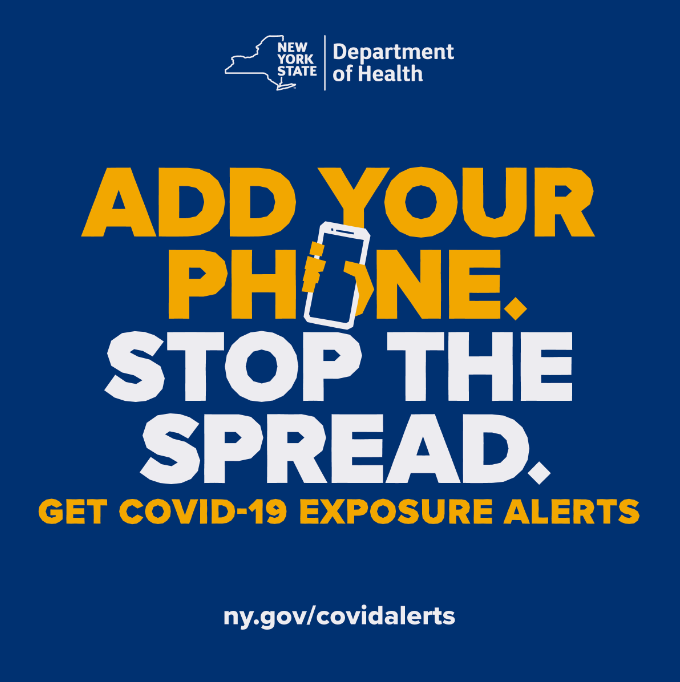 NEW
YORK
STATE
Department
of Health
ADD YOUR
PHONE.
STOP THE
SPREAD.
GET COVID-19 EXPOSURE ALERTS
ny.gov/covidalerts